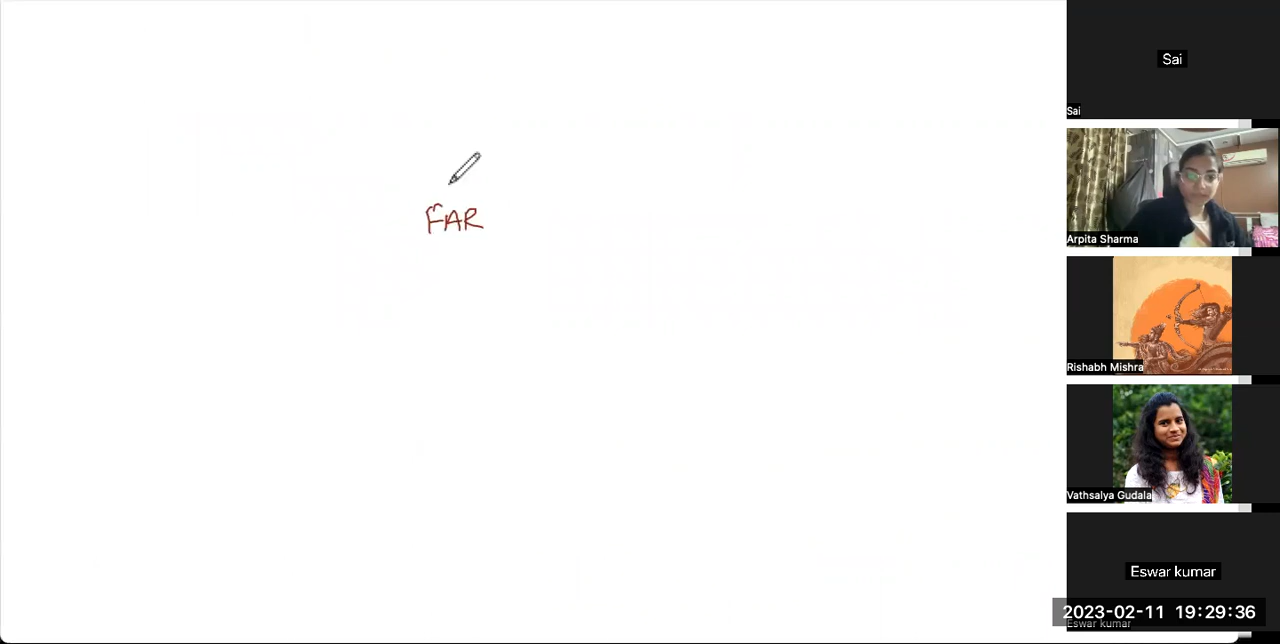 Sai
Sai
FAR
Arpita Sharma
Rishabh Mishra
Vathsalya Gudala
Eswar kumar
2023-02-11 19:29:36
Eswar kumar